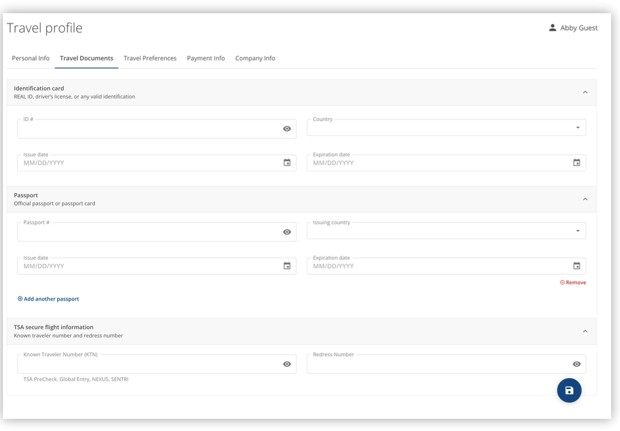 Travel profile
Abby Guest
Personal Info Travel Documents Travel Preferences Payment Info Company Info
Identification card
REAL ID, driver's license, or any valid identification
ID # Country
Issue date Expiration date
MM/DD/YYYY MM/DD/YYYY
Passport
Official passport or passport card
Passport # Issuing country
Issue date Expiration date
MM/DD/YYYY MM/DD/YYYY
Remove
Add another passport
TSA secure flight information
Known traveler number and redress number
Known Traveler Number (KTN) Redress Number
TSA PreCheck, Global Entry, NEXUS, SENTRI